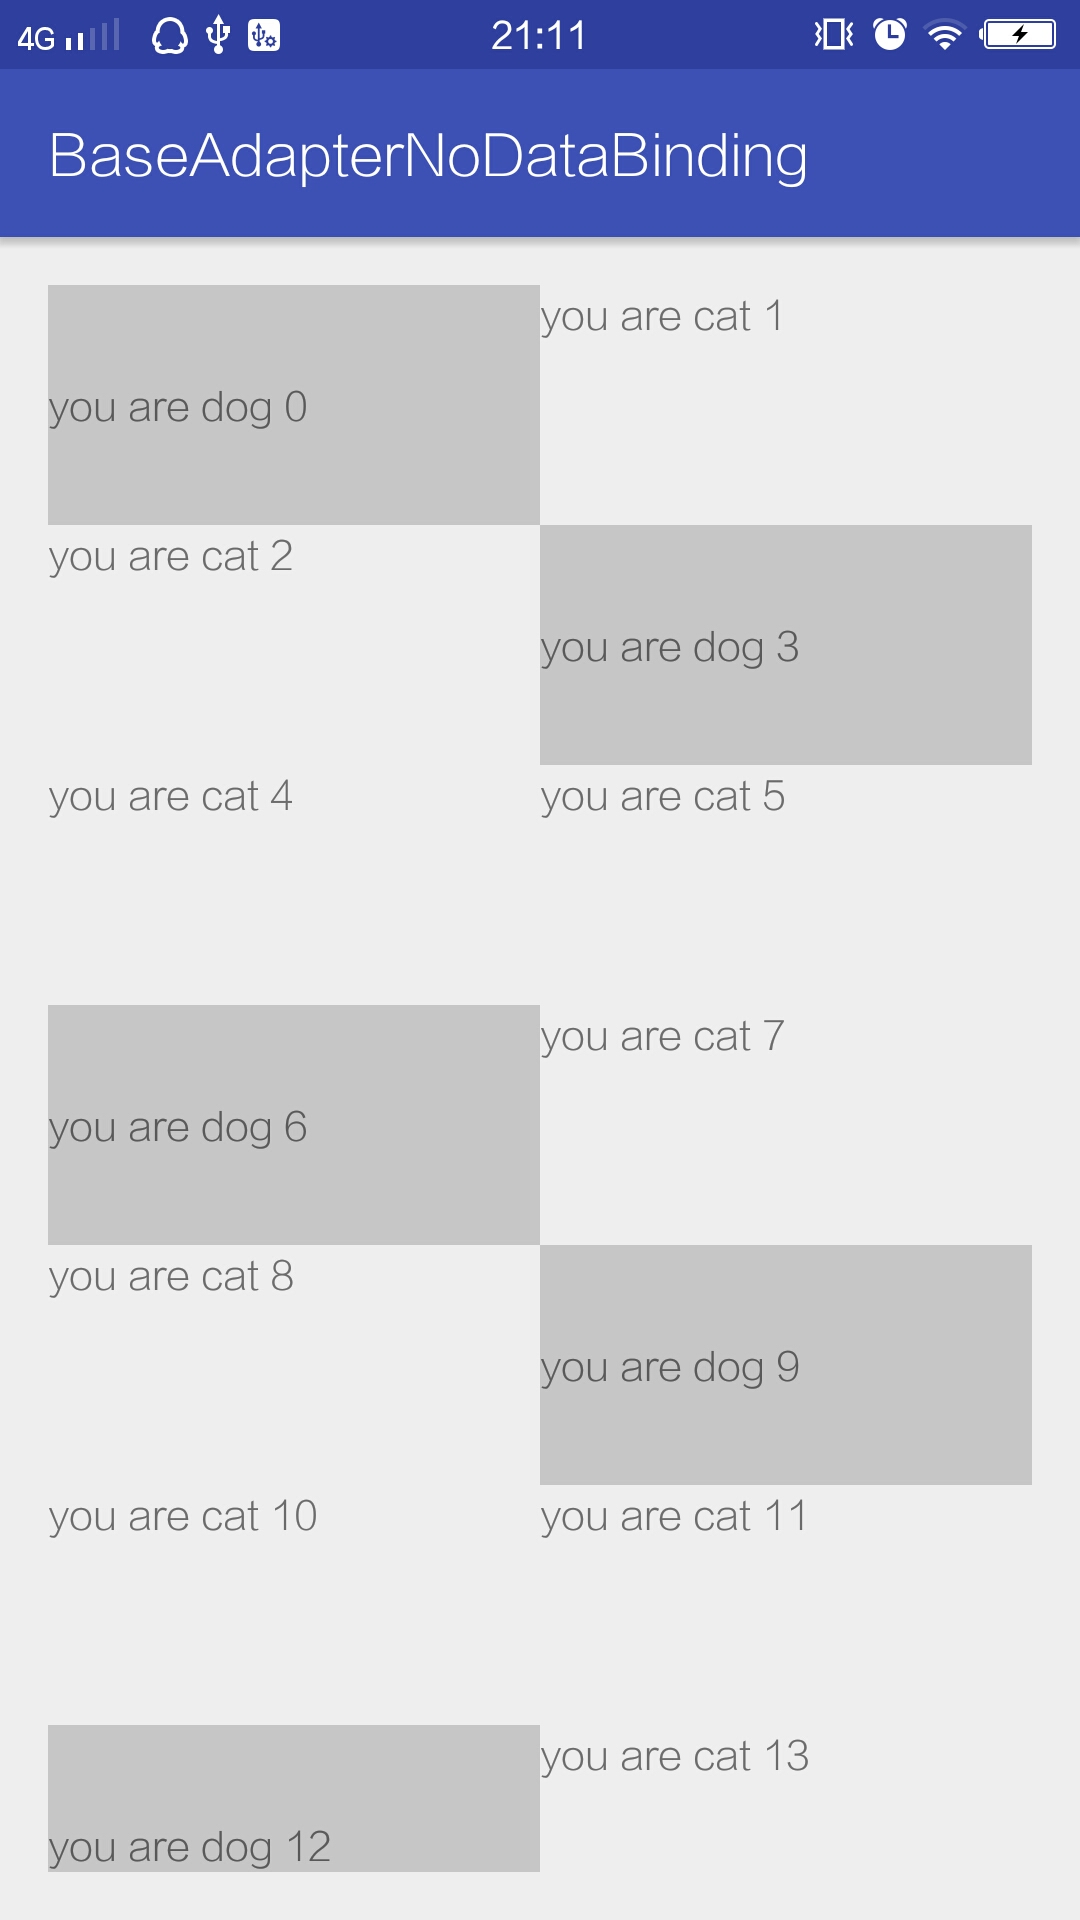 4G 21:11
BaseAdapterNoDataBinding
you are dog 0
you are cat 1
you are cat 2
you are dog 3
you are cat 4
you are cat 5
you are dog 6
you are cat 7
you are cat 8
you are dog 9
you are cat 10
you are cat 11
you are dog 12
you are cat 13